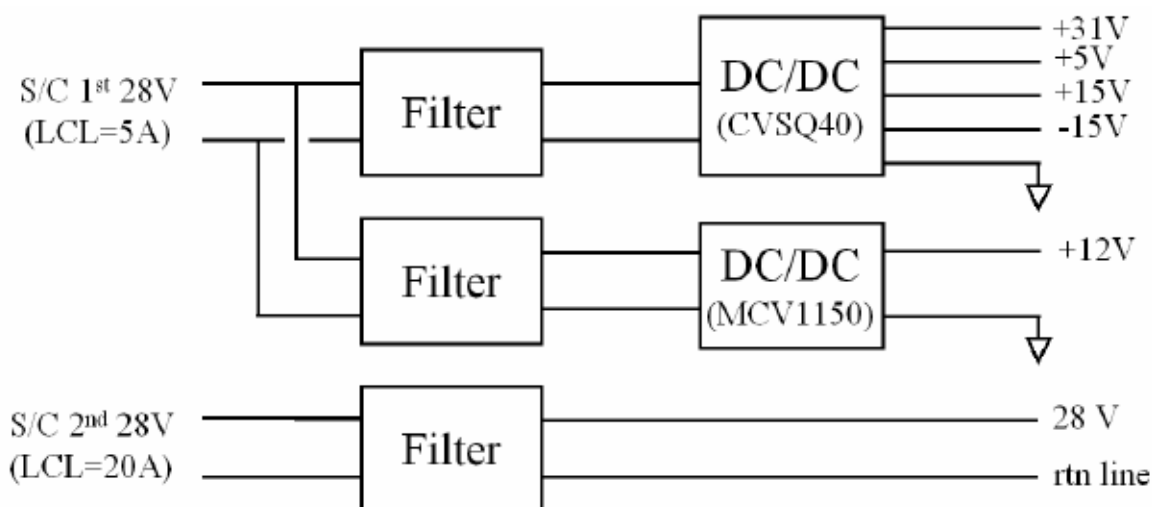 S/C 1st 28V
(LCL=5A)
Filter
DC/DC
(CVSQ40)
+31V
+5V
+15V
-15V
Filter
DC/DC
(MCV1150)
+12V
S/C 2nd 28V
(LCL=20A)
Filter
28 V
rtn line